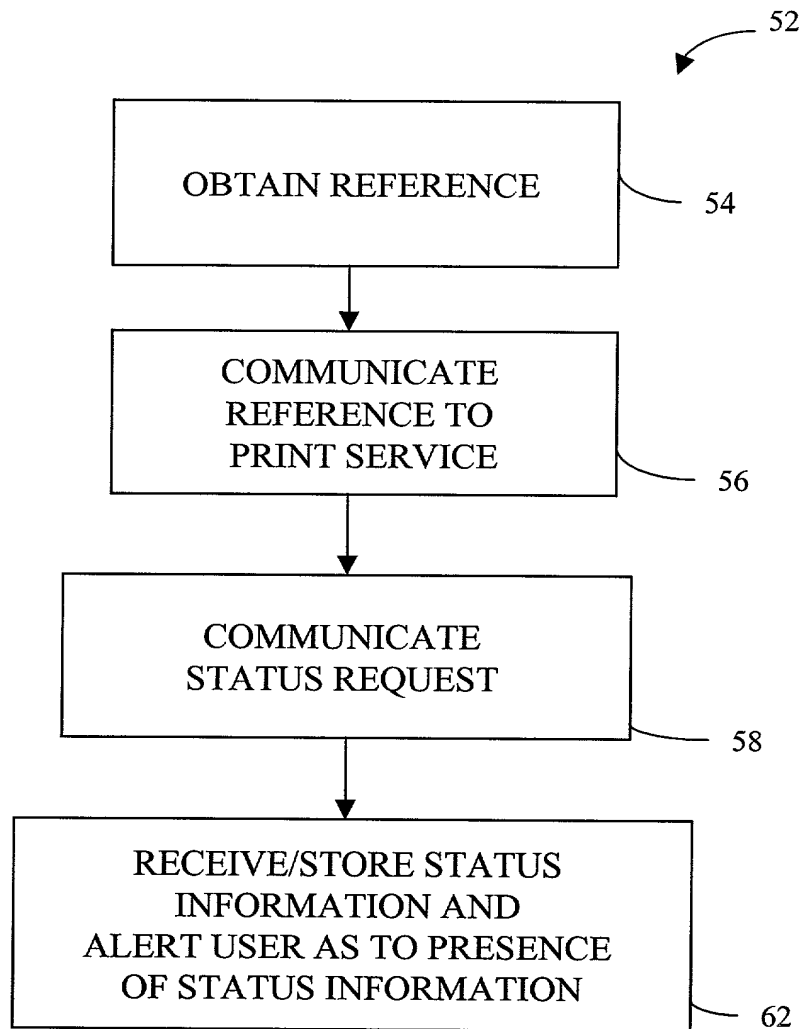 52
OBTAIN REFERENCE
54
COMMUNICATE
REFERENCE TO
PRINT SERVICE
56
COMMUNICATE
STATUS REQUEST
58
RECEIVE/STORE STATUS
INFORMATION AND
ALERT USER AS TO PRESENCE
OF STATUS INFORMATION
62